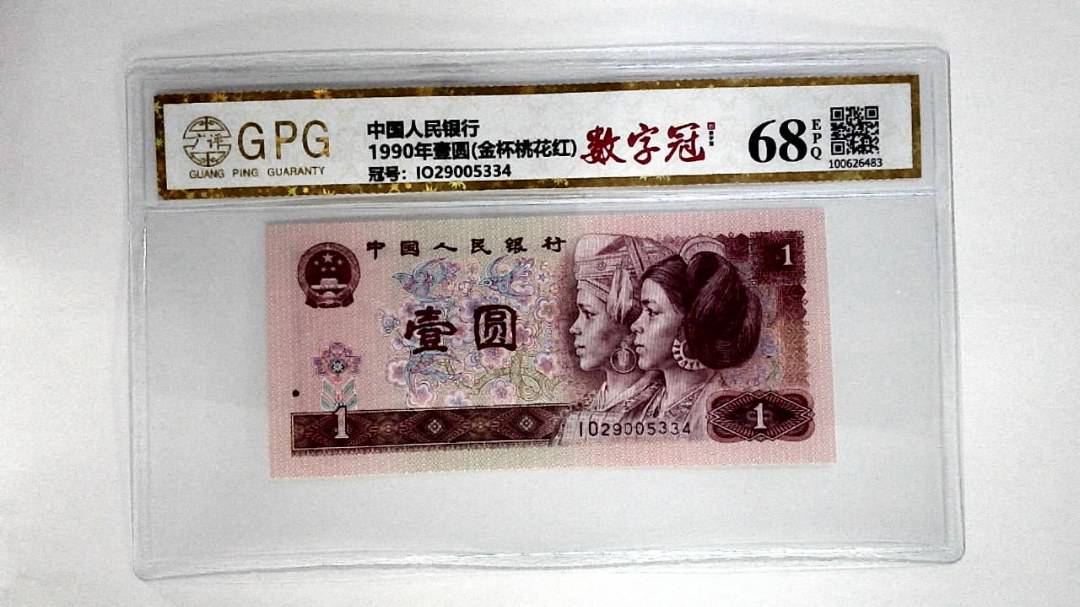 GPG
GUANG PING GUARANTY
中国人民银行
1990年壹圆(金杯桃花红)
冠号：IO29005334
数字冠
68
EPQ
100626483
中国人民银行
1
壹圆
1
IO29005334
1